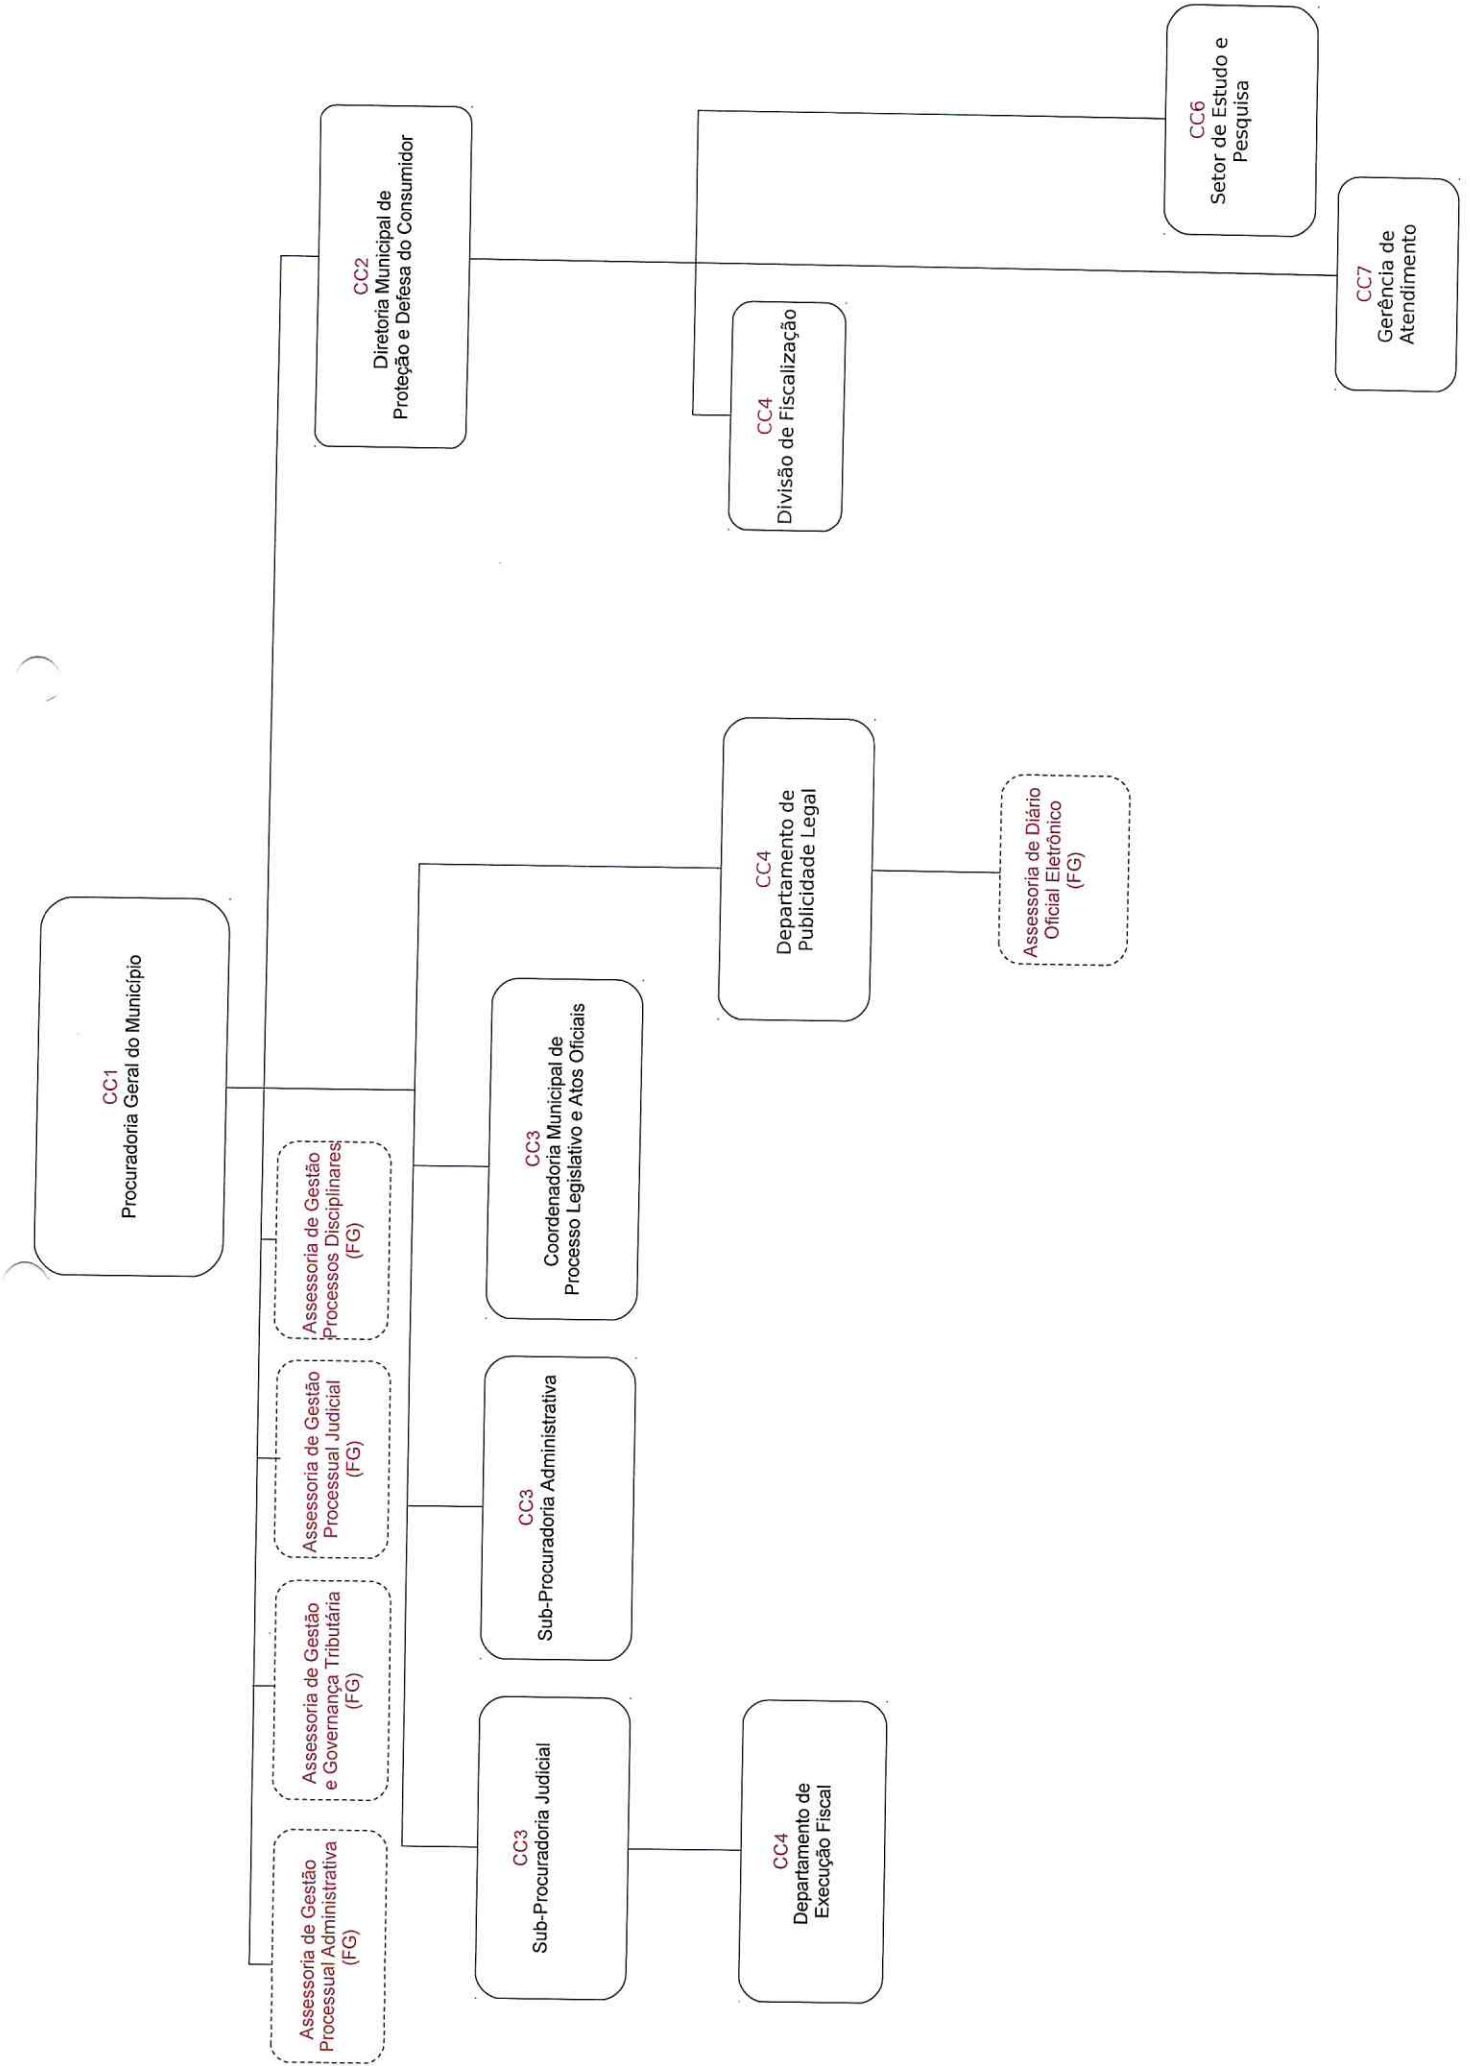 CC1
Procuradoria Geral do Município
Assessoria de Gestão
Processual Administrativa
(FG)
Assessoria de Gestão
e Governança Tributária
(FG)
Assessoria de Gestão
Processual Judicial
(FG)
Assessoria de Gestão
Processos Disciplinares
(FG)
CC2
Diretoria Municipal de
Proteção e Defesa do Consumidor
CC3
Sub-Procuradoria Judicial
CC3
Sub-Procuradoria Administrativa
CC3
Coordenadoria Municipal de
Processo Legislativo e Atos Oficiais
CC4
Departamento de
Execução Fiscal
CC4
Departamento de
Publicidade Legal
CC4
Divisão de Fiscalização
Assessoria de Diário
Oficial Eletrônico
(FG)
CC6
Setor de Estudo e
Pesquisa
CC7
Gerência de
Atendimento